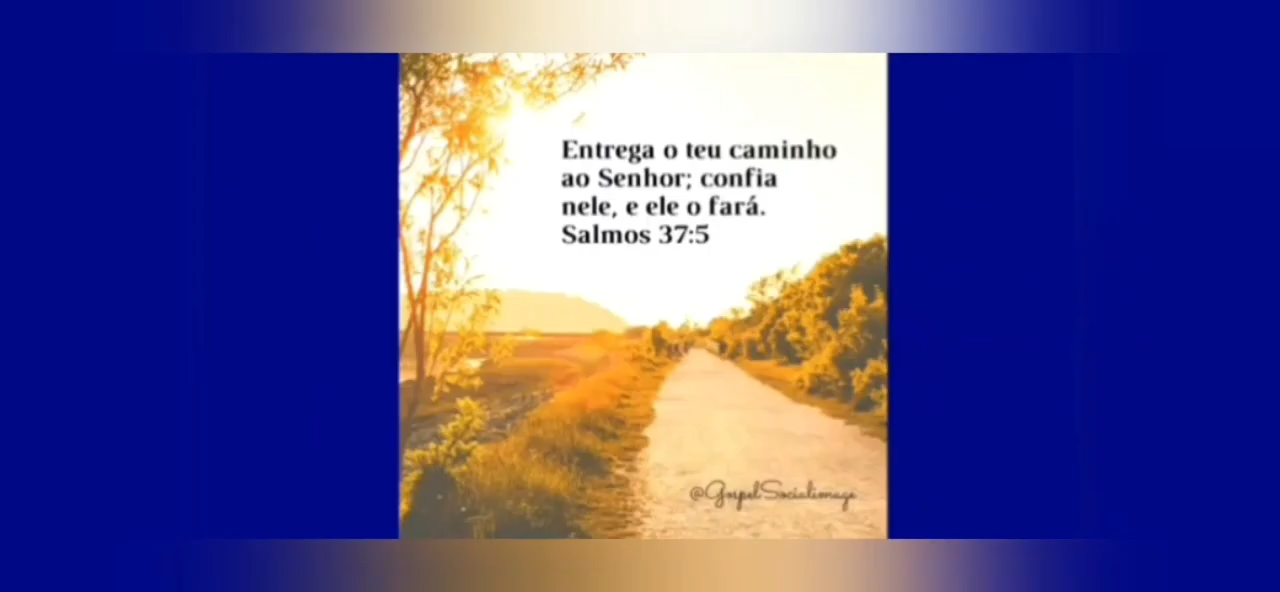 Entrega o teu caminho
ao Senhor; confia
nele, e ele o fará.
Salmos 37:5
@GospelSocialimage